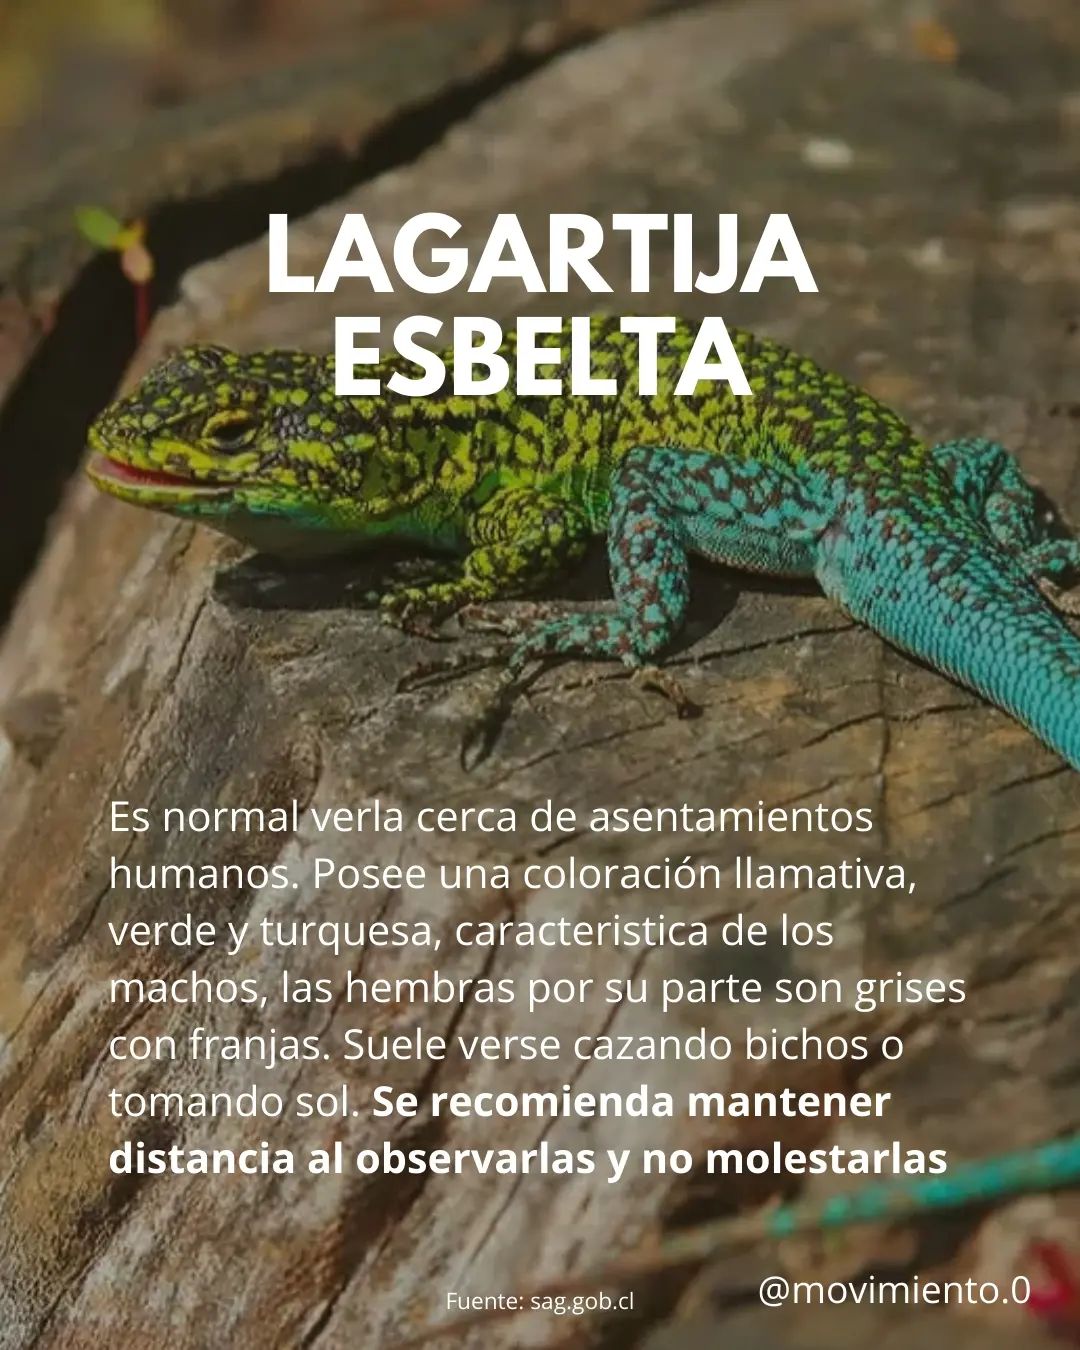 LAGARTIJA
ESBELTA
Es normal verla cerca de asentamientos
humanos. Posee una coloración llamativa,
verde y turquesa, caracteristica de los
machos, las hembras por su parte son grises
con franjas. Suele verse cazando bichos o
tomando sol. Se recomienda mantener
distancia al observarlas y no molestarlas
Fuente: sag.gob.cl
@movimiento.0